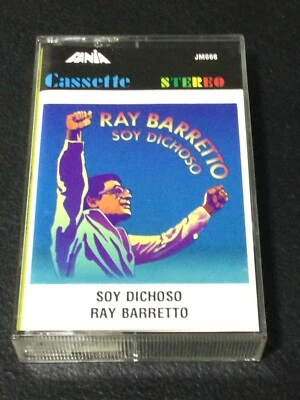 FANIA
JM666
Cassette STEREO
RAY BARRETTO
SOY DICHOSO
SOY DICHOSO
RAY BARRETTO